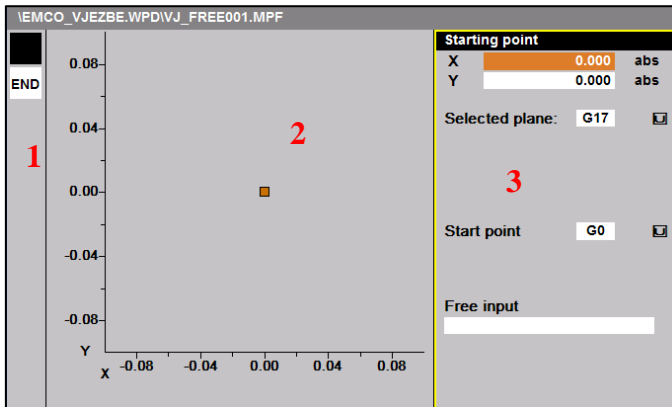 \EMCO_VJEZBE.WPD\VJ_FREE001.MPF
END
1
0.08
0.04
0.00
-0.04
-0.08
Y
X
-0.08 -0.04 0.00 0.04 0.08
2
Starting point
X 0.000 abs
Y 0.000 abs
Selected plane: G17 U
3
Start point G0 U
Free input